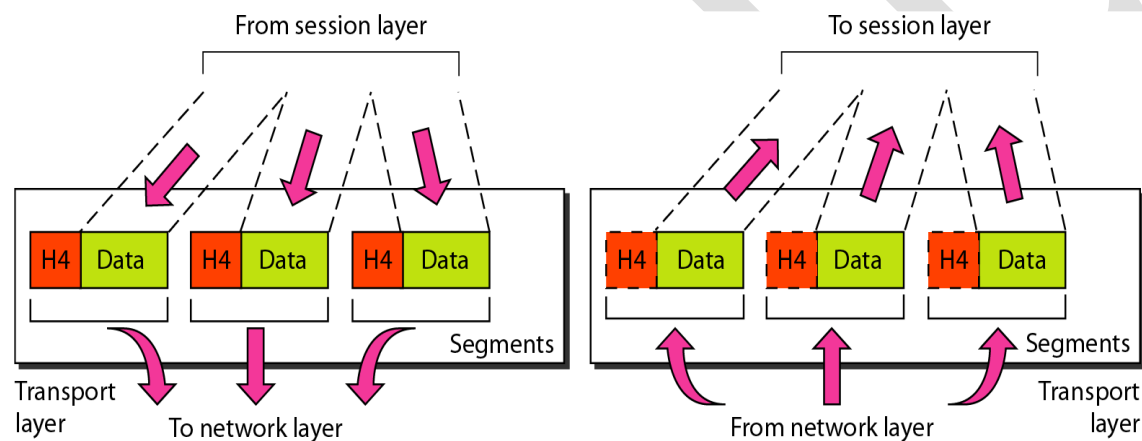 From session layer
H4 Data H4 Data H4 Data
Segments
Transport
layer
To network layer
To session layer
H4 Data H4 Data H4 Data
Segments
From network layer
Transport
layer